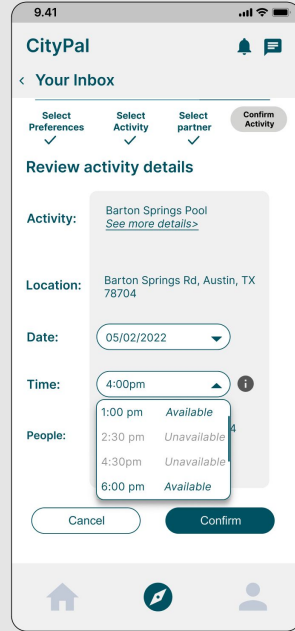 9.41
CityPal
< Your Inbox
Select Preferences
Select Activity
Select partner
Confirm Activity
Review activity details
Activity:
Barton Springs Pool
See more details>
Location:
Barton Springs Rd, Austin, TX
78704
Date:
05/02/2022
Time:
4:00pm
i
1:00 pm Available
2:30 pm Unavailable
4:30pm Unavailable
6:00 pm Available
People:
4
Cancel
Confirm